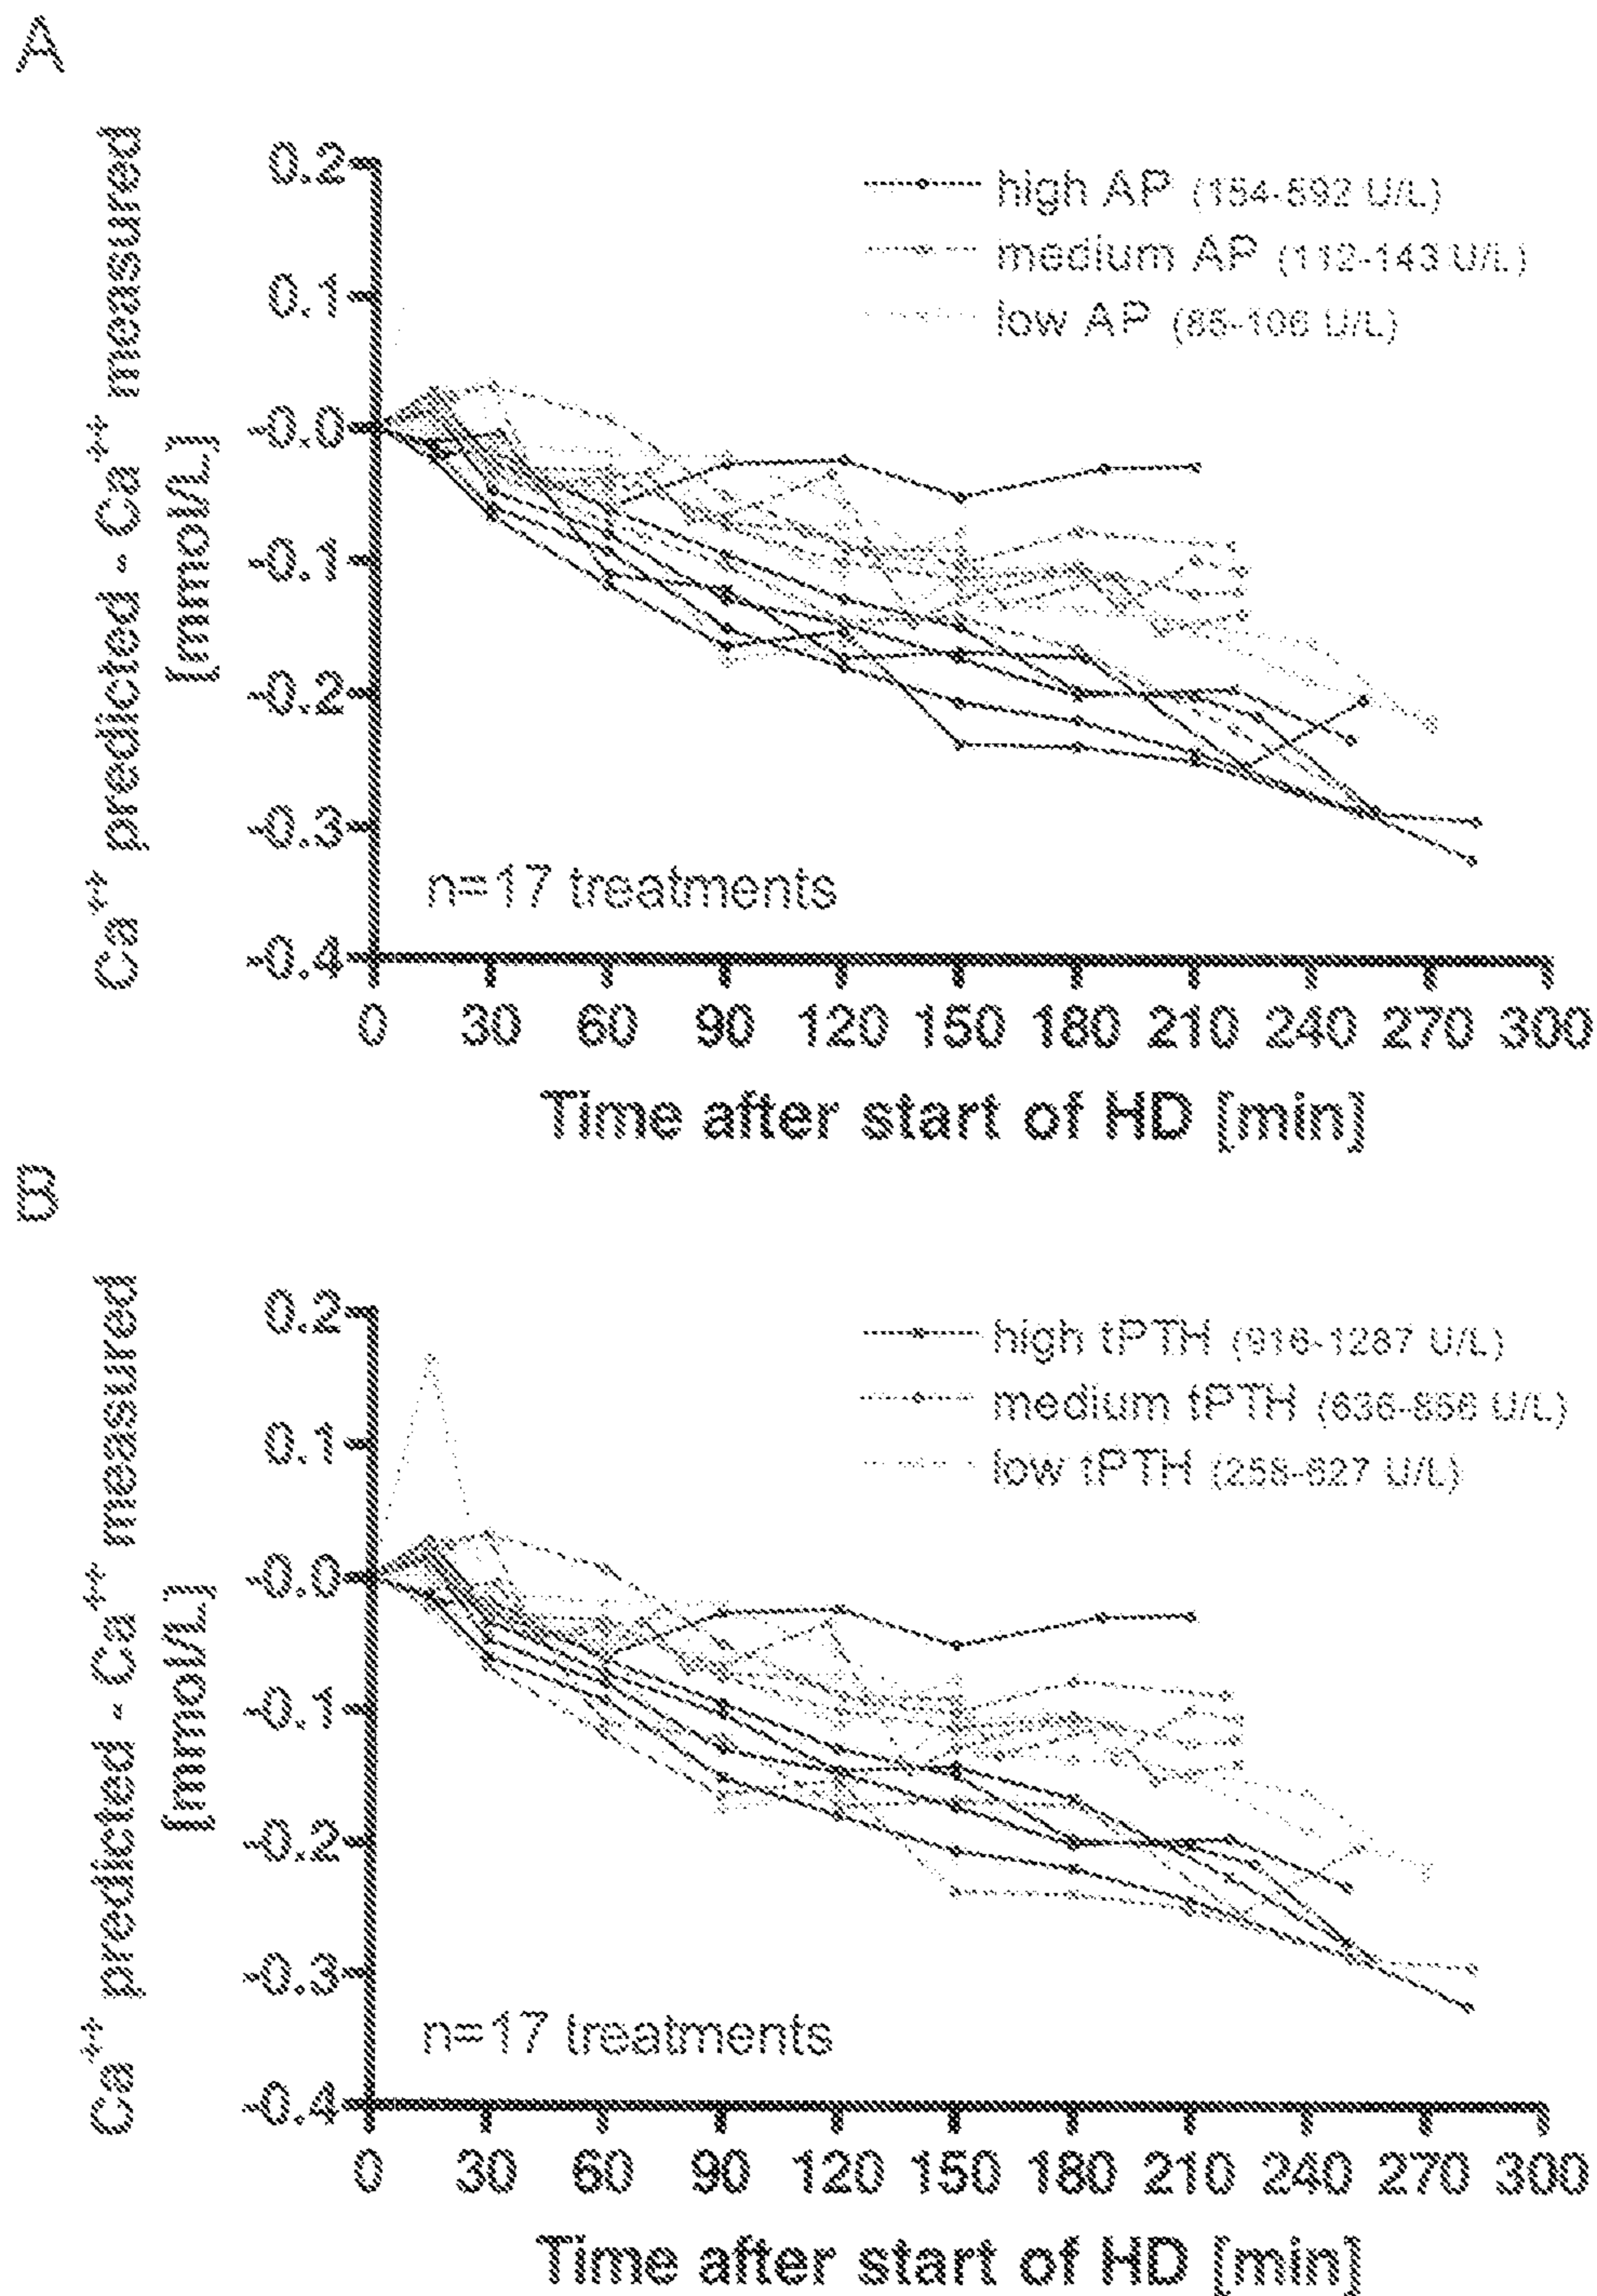 A
Ca++ predicted - Ca++ measured
[mmol/L]
0.2
0.1
-0.0
-0.1
-0.2
-0.3
-0.4
high AP (154-592 U/L)
medium AP (112-143 U/L)
low AP (85-106 U/L)
n=17 treatments
0 30 60 90 120 150 180 210 240 270 300
Time after start of HD [min]
B
Ca++ predicted - Ca++ measured
[mmol/L]
0.2
0.1
-0.0
-0.1
-0.2
-0.3
-0.4
high tPTH (916-1287 U/L)
medium tPTH (636-856 U/L)
low tPTH (258-627 U/L)
n=17 treatments
0 30 60 90 120 150 180 210 240 270 300
Time after start of HD [min]